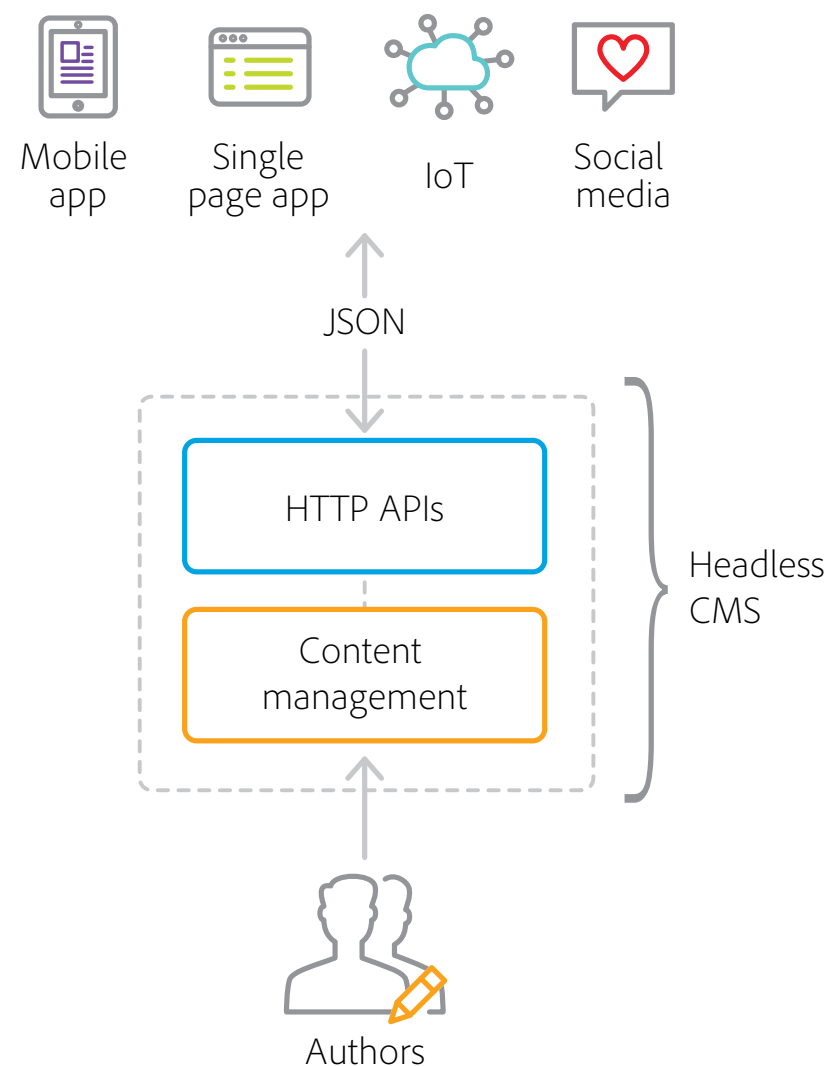 Mobile
app
Single
page app
IoT
Social
media
JSON
HTTP APIs
Content
management
Headless
CMS
Authors